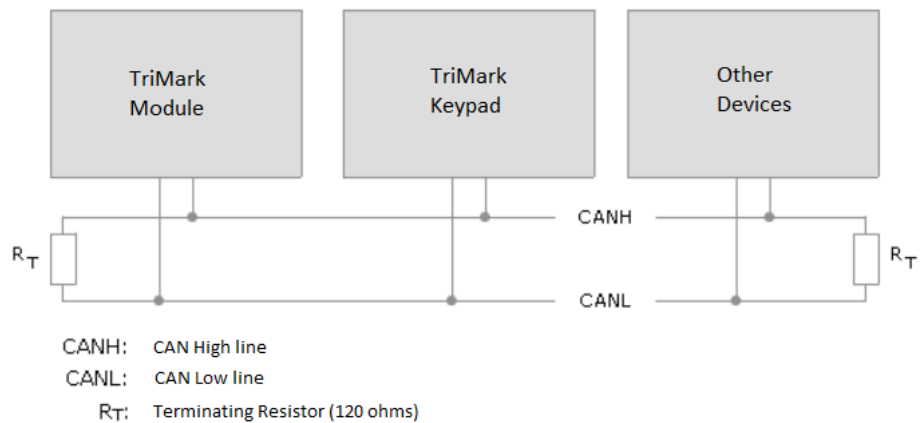 TriMark
Module
TriMark
Keypad
Other
Devices
CANH
RT
RT
CANL
CANH: CAN High line
CANL: CAN Low line
RT: Terminating Resistor (120 ohms)